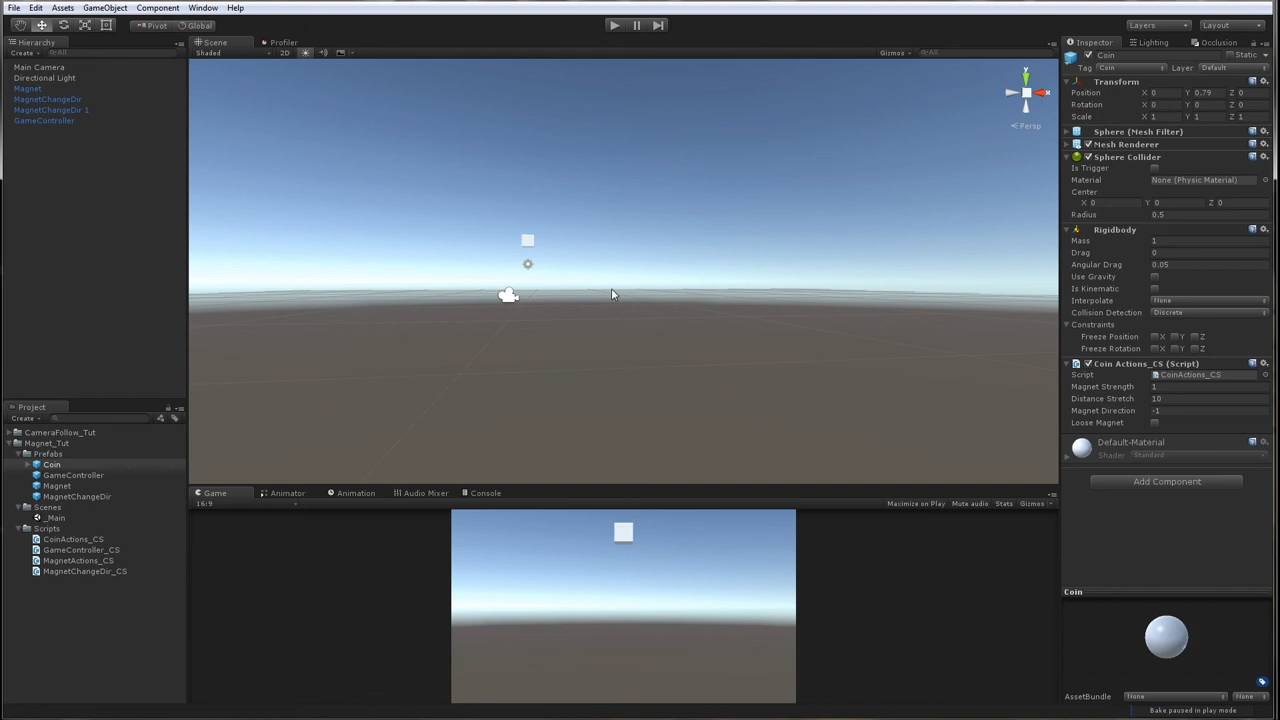 File Edit Assets GameObject Component Window Help
Pivot Global
Layers Layout
Hierarchy
Create All
Main Camera
Directional Light
Magnet
MagnetChangeDir
MagnetChangeDir 1
GameController
Project
Create
CameraFollow_Tut
Magnet_Tut
Prefabs
Coin
GameController
Magnet
MagnetChangeDir
Scenes
_Main
Scripts
CoinActions_CS
GameController_CS
MagnetActions_CS
MagnetChangeDir_CS
Scene Profiler
Shaded 2D Gizmos All
y
x
Persp
Game Animator Animation Audio Mixer Console
16:9 Maximize on Play Mute audio Stats Gizmos
Inspector Lighting Occlusion
Coin Static
Tag Coin Layer Default
Transform
Position X 0 Y 0.79 Z 0
Rotation X 0 Y 0 Z 0
Scale X 1 Y 1 Z 1
Sphere (Mesh Filter)
Mesh Renderer
Sphere Collider
Is Trigger
Material None (Physic Material)
Center
X 0 Y 0 Z 0
Radius 0.5
Rigidbody
Mass 1
Drag 0
Angular Drag 0.05
Use Gravity
Is Kinematic
Interpolate None
Collision Detection Discrete
Constraints
Freeze Position X Y Z
Freeze Rotation X Y Z
Coin Actions_CS (Script)
Script CoinActions_CS
Magnet Strength 1
Distance Stretch 10
Magnet Direction -1
Loose Magnet
Default-Material
Shader Standard
Add Component
Coin
AssetBundle None None
Bake paused in play mode